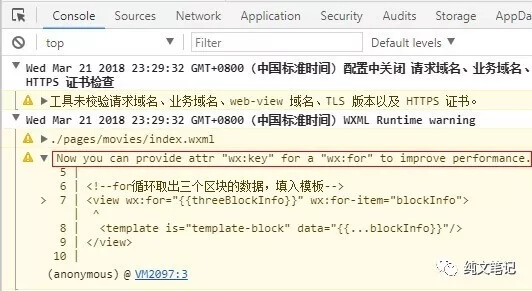 Elements Console Sources Network
top Filter Default levels ▼
▼Wed Mar 21 2018 23:29:32 GMT+0800 (中国标准时间) 配置中关闭 请求域名、业务域名、
HTTPS 证书检查
▶工具未校验请求域名、业务域名、web-view 域名、TLS 版本以及 HTTPS 证书。
▼Wed Mar 21 2018 23:29:32 GMT+0800 (中国标准时间) WXML Runtime warning
▶./pages/movies/index.wxml
▼Now you can provide attr "wx:key" for a "wx:for" to improve performance.
5 |
6 | <!--for循环取出三个区块的数据，填入模板-->
> 7 | <view wx:for="{{threeBlockInfo}}" wx:for-item="blockInfo">
| ^
8 | <template is="template-block" data="{{...blockInfo}}"/>
9 | </view>
10 |
(anonymous) @ VM2097:3
纯文笔记